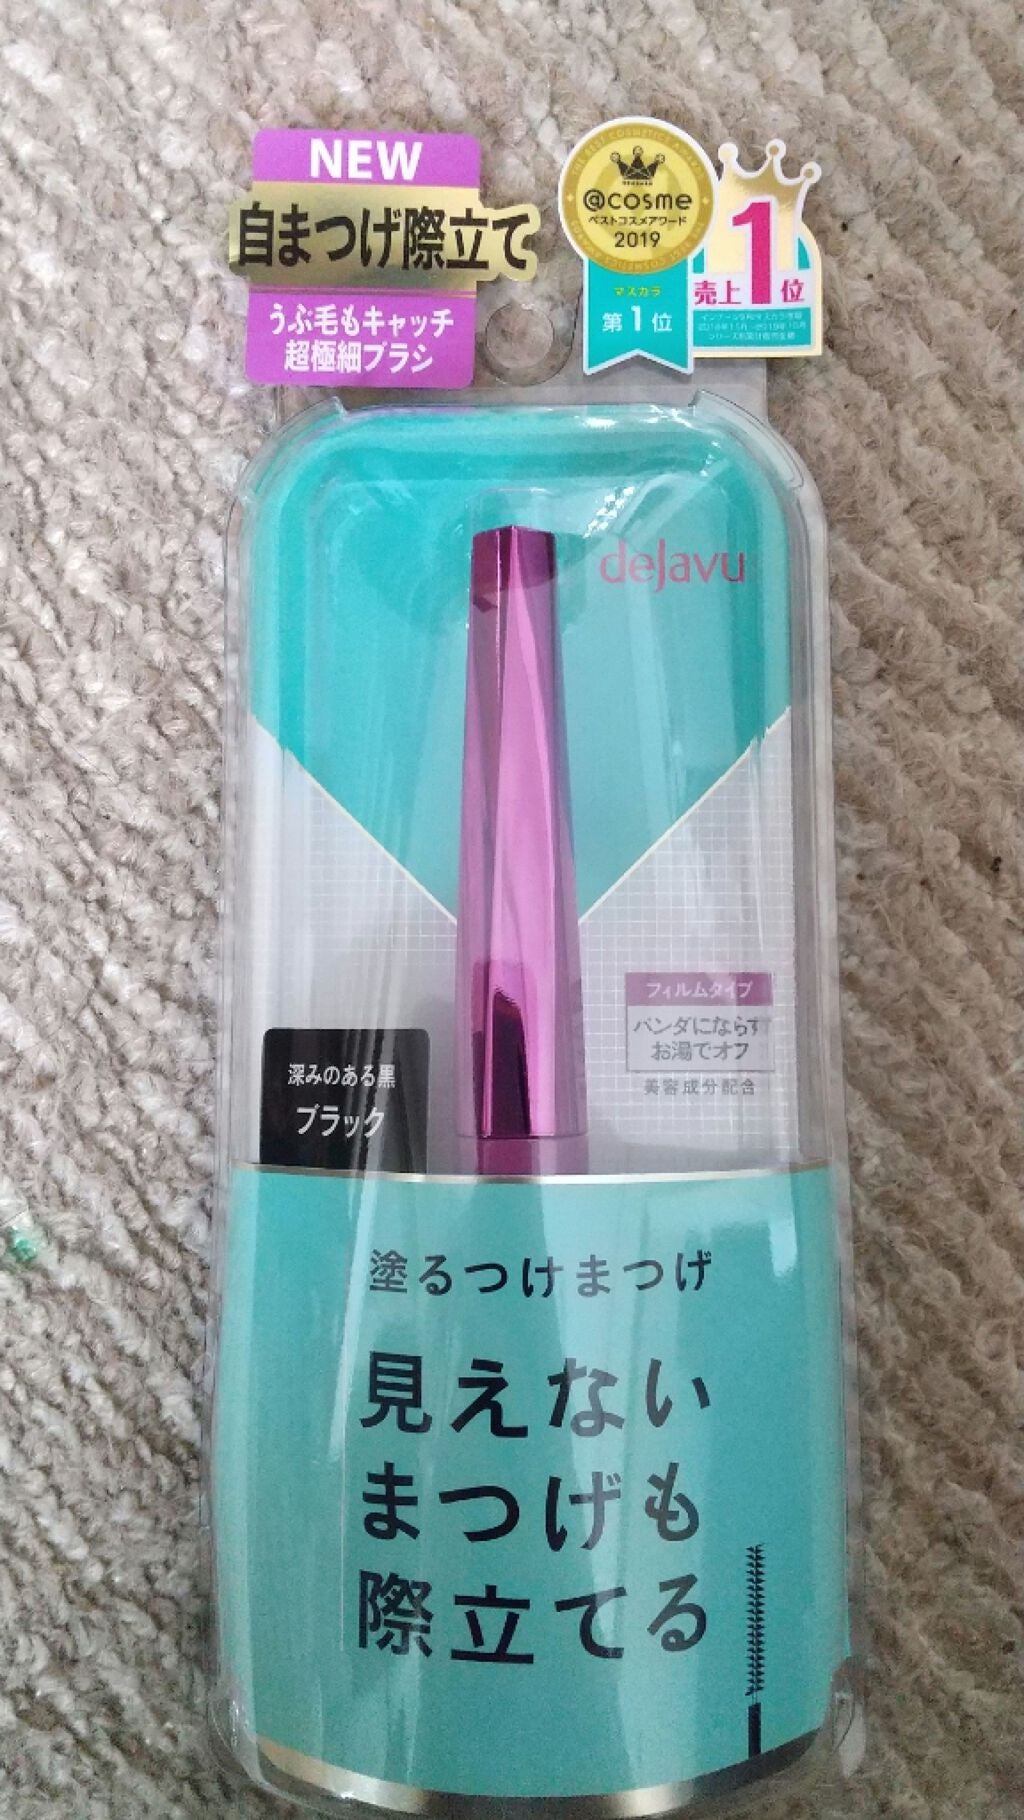 NEW
自まつげ際立て
うぶ毛もキャッチ
超極細ブラシ
@cosme
ベストコスメアワード
2019
マスカラ
第1位
売上1位
dejavu
フィルムタイプ
パンダにならず
お湯でオフ
美容成分配合
深みのある黒
ブラック
塗るつけまつげ
見えない
まつげも
際立てる